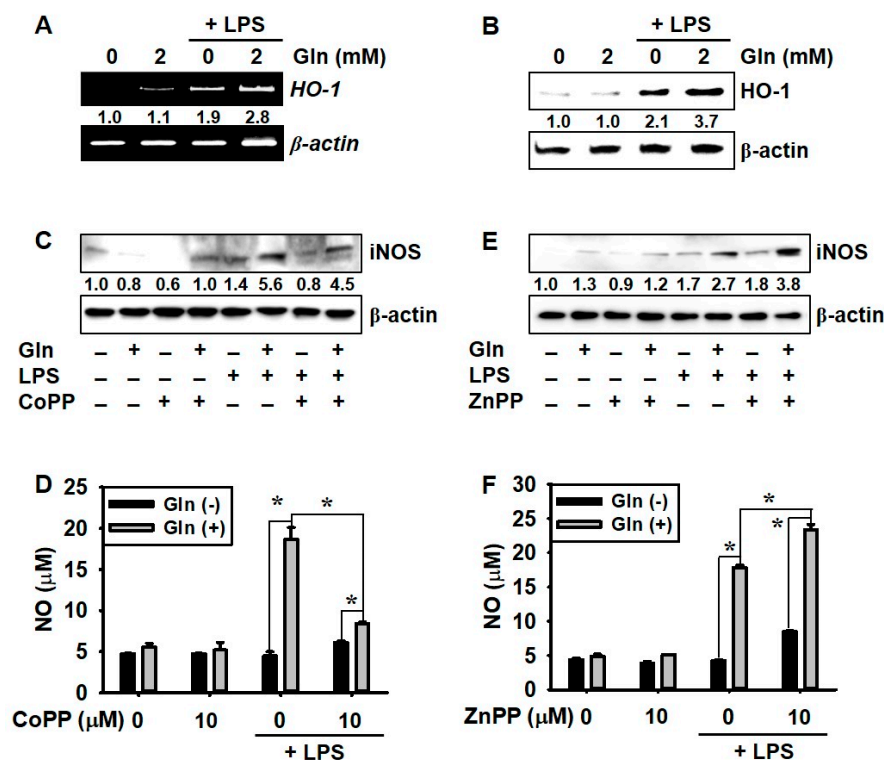 A
+ LPS
0 2 0 2 Gln (mM)
HO-1
1.0 1.1 1.9 2.8
β-actin
B
+ LPS
0 2 0 2 Gln (mM)
HO-1
1.0 1.0 2.1 3.7
β-actin
C
iNOS
1.0 0.8 0.6 1.0 1.4 5.6 0.8 4.5
β-actin
Gln – + – + – + – +
LPS – – – – + + + +
CoPP – – + + – – + +
E
iNOS
1.0 1.3 0.9 1.2 1.7 2.7 1.8 3.8
β-actin
Gln – + – + – + – +
LPS – – – – + + + +
ZnPP – – + + – – + +
D
Gln (-)
Gln (+)
NO (μM)
25
20
15
10
5
0
* * *
CoPP (μM) 0 10 0 10
+ LPS
F
Gln (-)
Gln (+)
NO (μM)
30
25
20
15
10
5
0
* * *
ZnPP (μM) 0 10 0 10
+ LPS